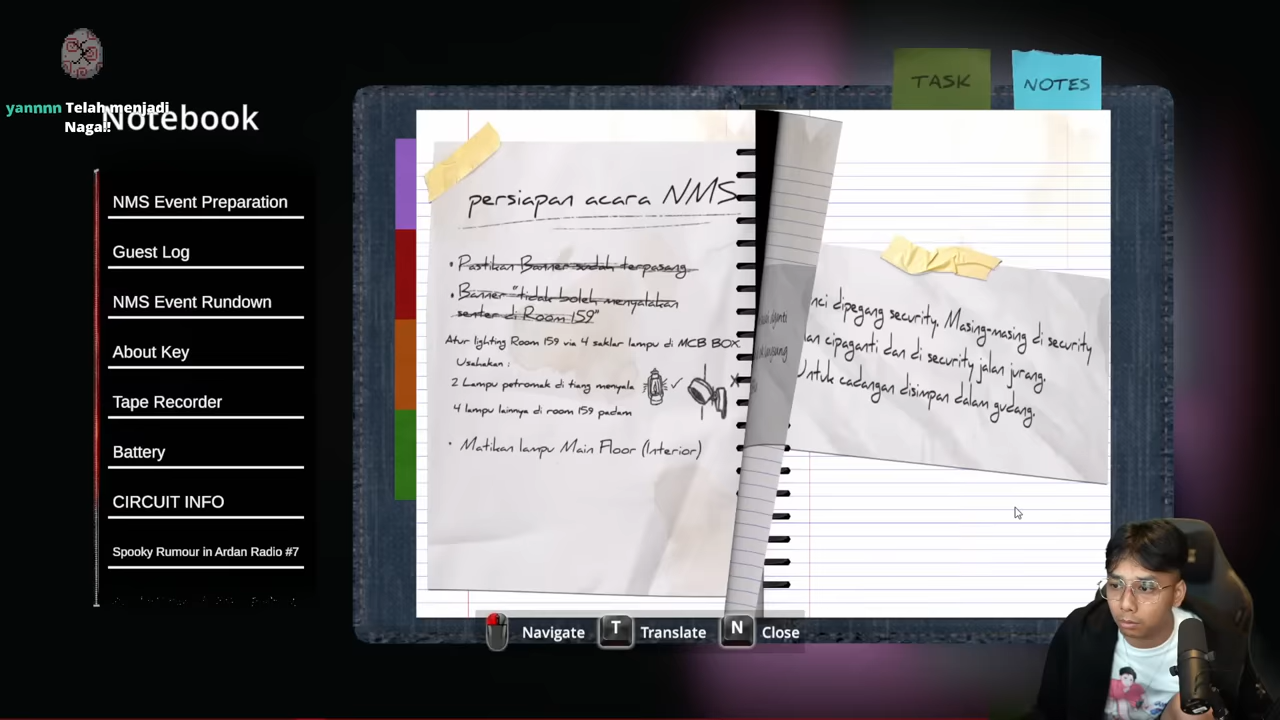 yannnn Telah menjadi
Naga!!
Notebook
NMS Event Preparation
Guest Log
NMS Event Rundown
About Key
Tape Recorder
Battery
CIRCUIT INFO
Spooky Rumour in Ardan Radio #7
TASK
NOTES
persiapan acara NMS
• Pastikan Banner sudah terpasang
• Banner "tidak boleh menyalakan
senter di Room 159"
Atur lighting Room 159 via 4 saklar lampu di MCB BOX
Usahakan :
2 Lampu petromak di tiang menyala
4 lampu lainnya di room 159 padam
• Matikan lampu Main Floor (Interior)
nci dipegang security. Masing-masing di security
an cipaganti dan di security jalan jurang.
Untuk cadangan disimpan dalam gudang.
Navigate
T Translate
N Close